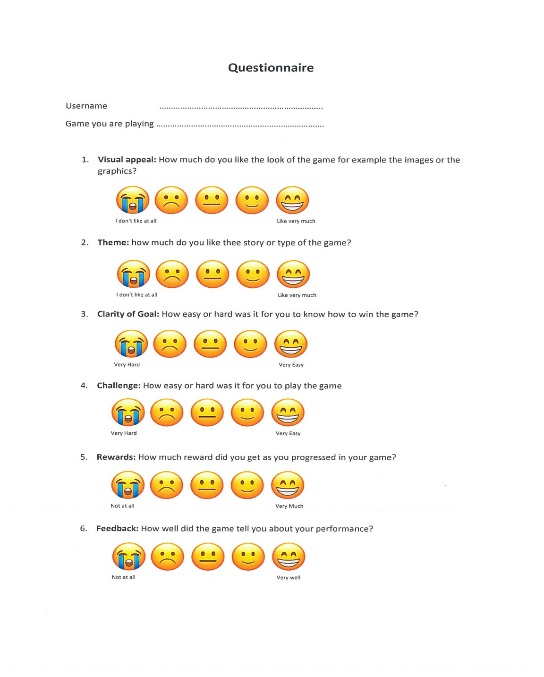 Questionnaire
Username ……………………………………………………………..
Game you are playing ………………………………………………………………
1. Visual appeal: How much do you like the look of the game for example the images or the
graphics?
I don't like at all Like very much
2. Theme: how much do you like thee story or type of the game?
I don't like at all Like very much
3. Clarity of Goal: How easy or hard was it for you to know how to win the game?
Very Hard Very Easy
4. Challenge: How easy or hard was it for you to play the game
Very Hard Very Easy
5. Rewards: How much reward did you get as you progressed in your game?
Not at all Very Much
6. Feedback: How well did the game tell you about your performance?
Not at all Very well